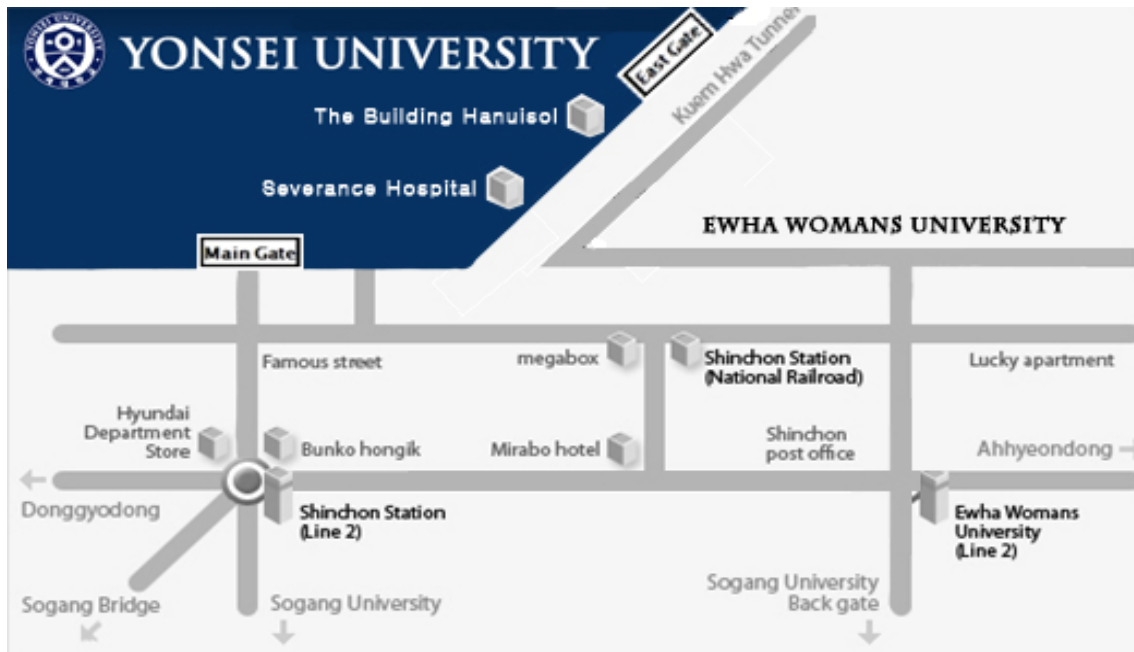 YONSEI UNIVERSITY
East Gate
Kuem Hwa Tunnel
The Building Hanuisol
Severance Hospital
EWHA WOMANS UNIVERSITY
Main Gate
Famous street
megabox
Shinchon Station
(National Railroad)
Lucky apartment
Hyundai
Department
Store
Bunko hongik
Mirabo hotel
Shinchon
post office
Ahhyeondong
Donggyodong
Shinchon Station
(Line 2)
Ewha Womans
University
(Line 2)
Sogang Bridge
Sogang University
Sogang University
Back gate